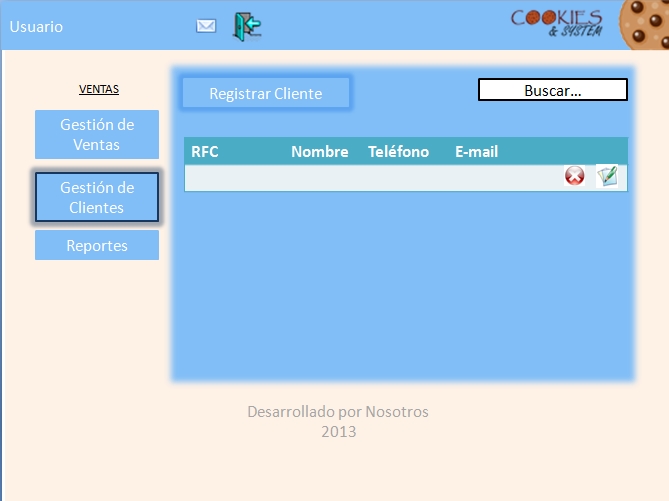 Usuario
COOKIES
& SYSTEM
VENTAS
Gestión de
Ventas
Gestión de
Clientes
Reportes
Registrar Cliente
Buscar...
RFC Nombre Teléfono E-mail
Desarrollado por Nosotros
2013